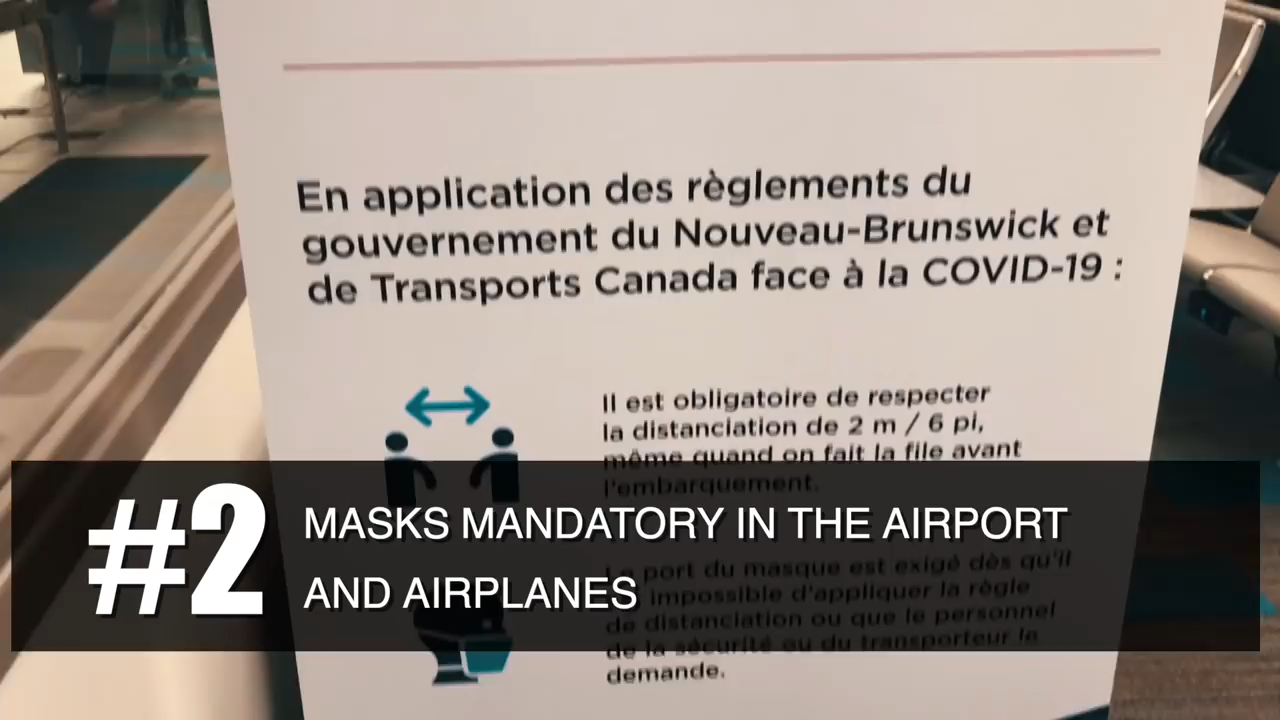 En application des règlements du
gouvernement du Nouveau-Brunswick et
de Transports Canada face à la COVID-19 :
Il est obligatoire de respecter
la distanciation de 2 m / 6 pi,
même quand on fait la file avant
l'embarquement.
#2
MASKS MANDATORY IN THE AIRPORT
AND AIRPLANES
Le port du masque est exigé dès qu'il
impossible d'appliquer la règle
de distanciation ou que le personnel
de la sécurité ou du transporteur le
demande.